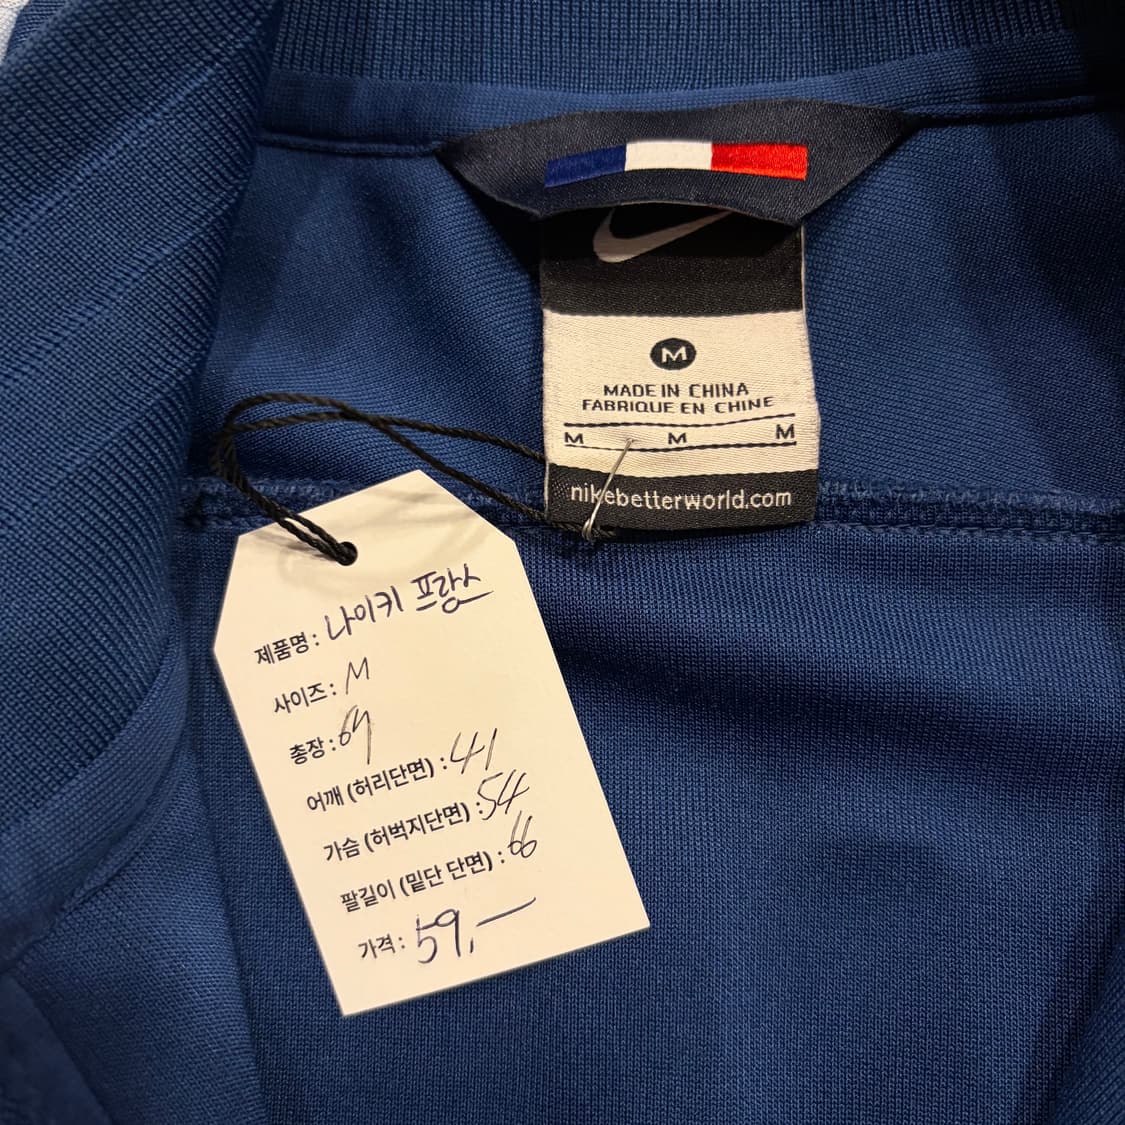 M
MADE IN CHINA
FABRIQUE EN CHINE
M M M
nikebetterworld.com
제품명 : 나이키 프랑스
사이즈 : M
총장 : 69
어깨 (허리단면) : 41
가슴 (허벅지단면) : 54
팔길이 (밑단 단면) : 66
가격 : 59,—